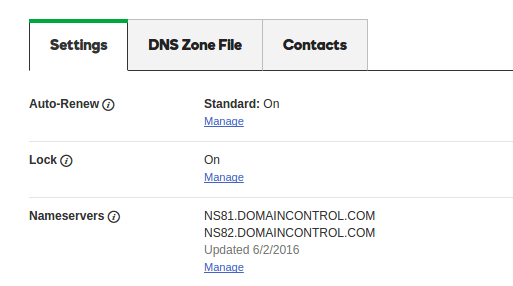 Settings
DNS Zone File
Contacts
Auto-Renew i
Standard: On
Manage
Lock i
On
Manage
Nameservers i
NS81.DOMAINCONTROL.COM
NS82.DOMAINCONTROL.COM
Updated 6/2/2016
Manage